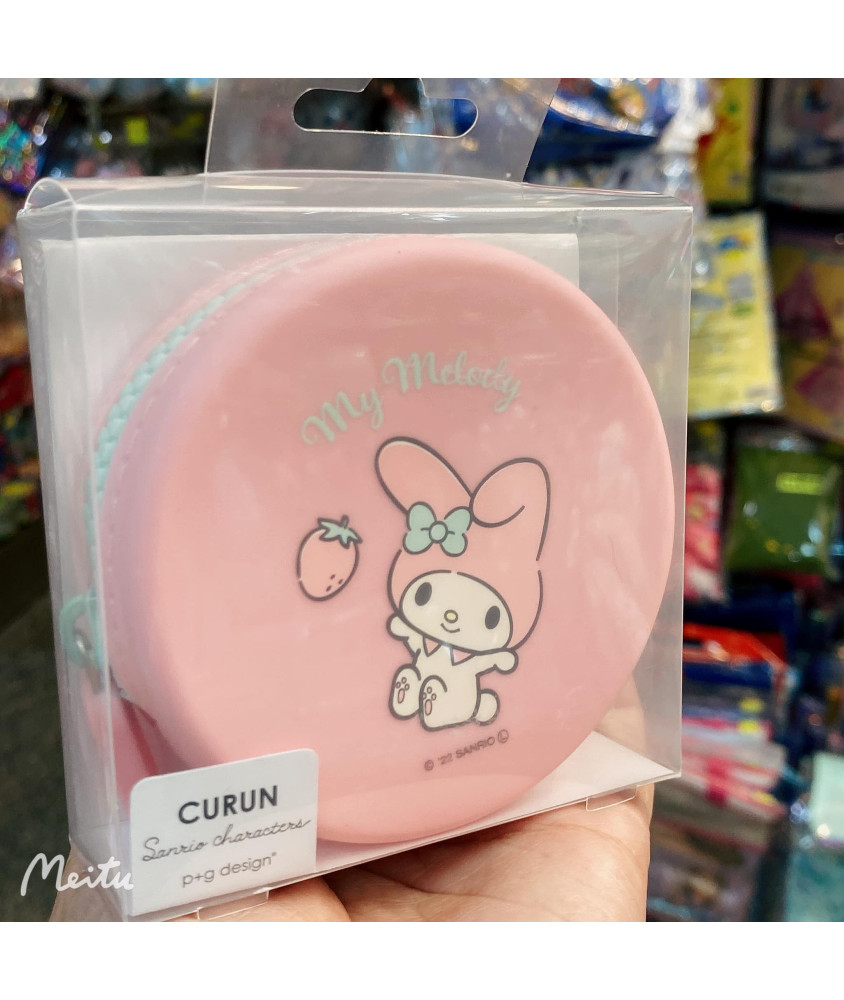 My Melody
© '22 SANRIO Ⓛ
CURUN
Sanrio characters
p+g design®
Meitu